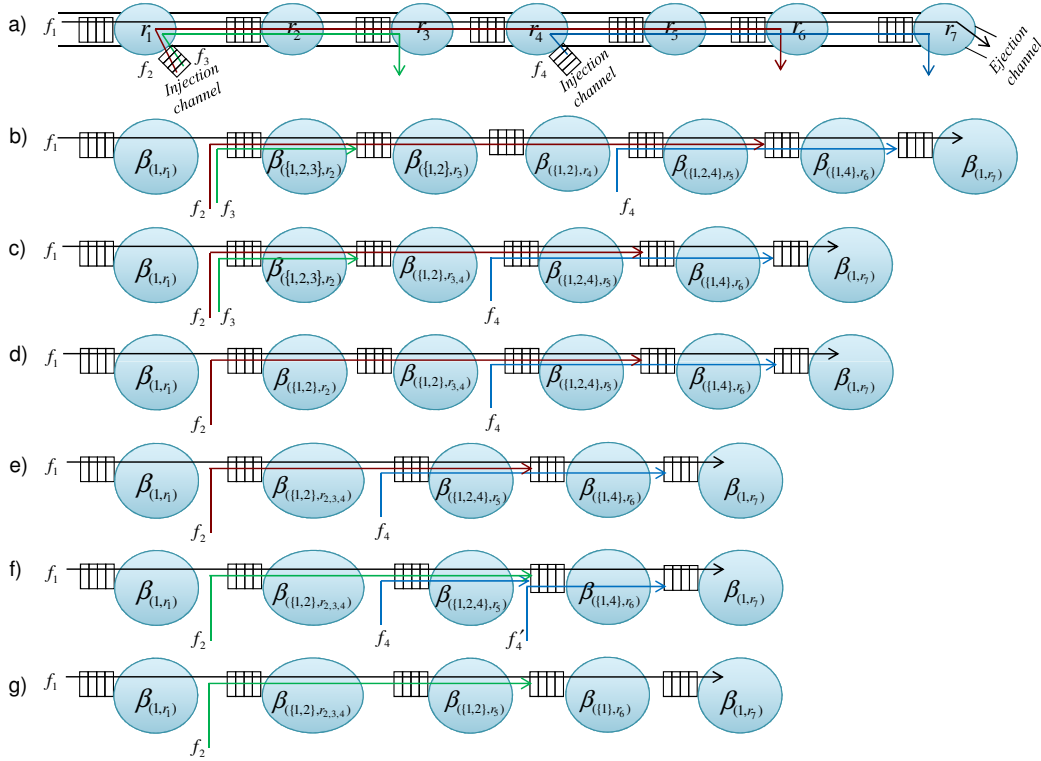 a) f₁ r₁ r₂ r₃ r₄ r₅ r₆ r₇
f₂ f₃ f₄
Injection channel
Injection channel
Ejection channel
b) f₁ β(1,r₁) β({1,2,3},r₂) β({1,2},r₃) β({1,2},r₄) β({1,2,4},r₅) β({1,4},r₆) β(1,r₇)
f₂ f₃ f₄
c) f₁ β(1,r₁) β({1,2,3},r₂) β({1,2},r₃,₄) β({1,2,4},r₅) β({1,4},r₆) β(1,r₇)
f₂ f₃ f₄
d) f₁ β(1,r₁) β({1,2},r₂) β({1,2},r₃,₄) β({1,2,4},r₅) β({1,4},r₆) β(1,r₇)
f₂ f₄
e) f₁ β(1,r₁) β({1,2},r₂,₃,₄) β({1,2,4},r₅) β({1,4},r₆) β(1,r₇)
f₂ f₄
f) f₁ β(1,r₁) β({1,2},r₂,₃,₄) β({1,2,4},r₅) β({1,4},r₆) β(1,r₇)
f₂ f₄ f₄′
g) f₁ β(1,r₁) β({1,2},r₂,₃,₄) β({1,2},r₅) β({1},r₆) β(1,r₇)
f₂